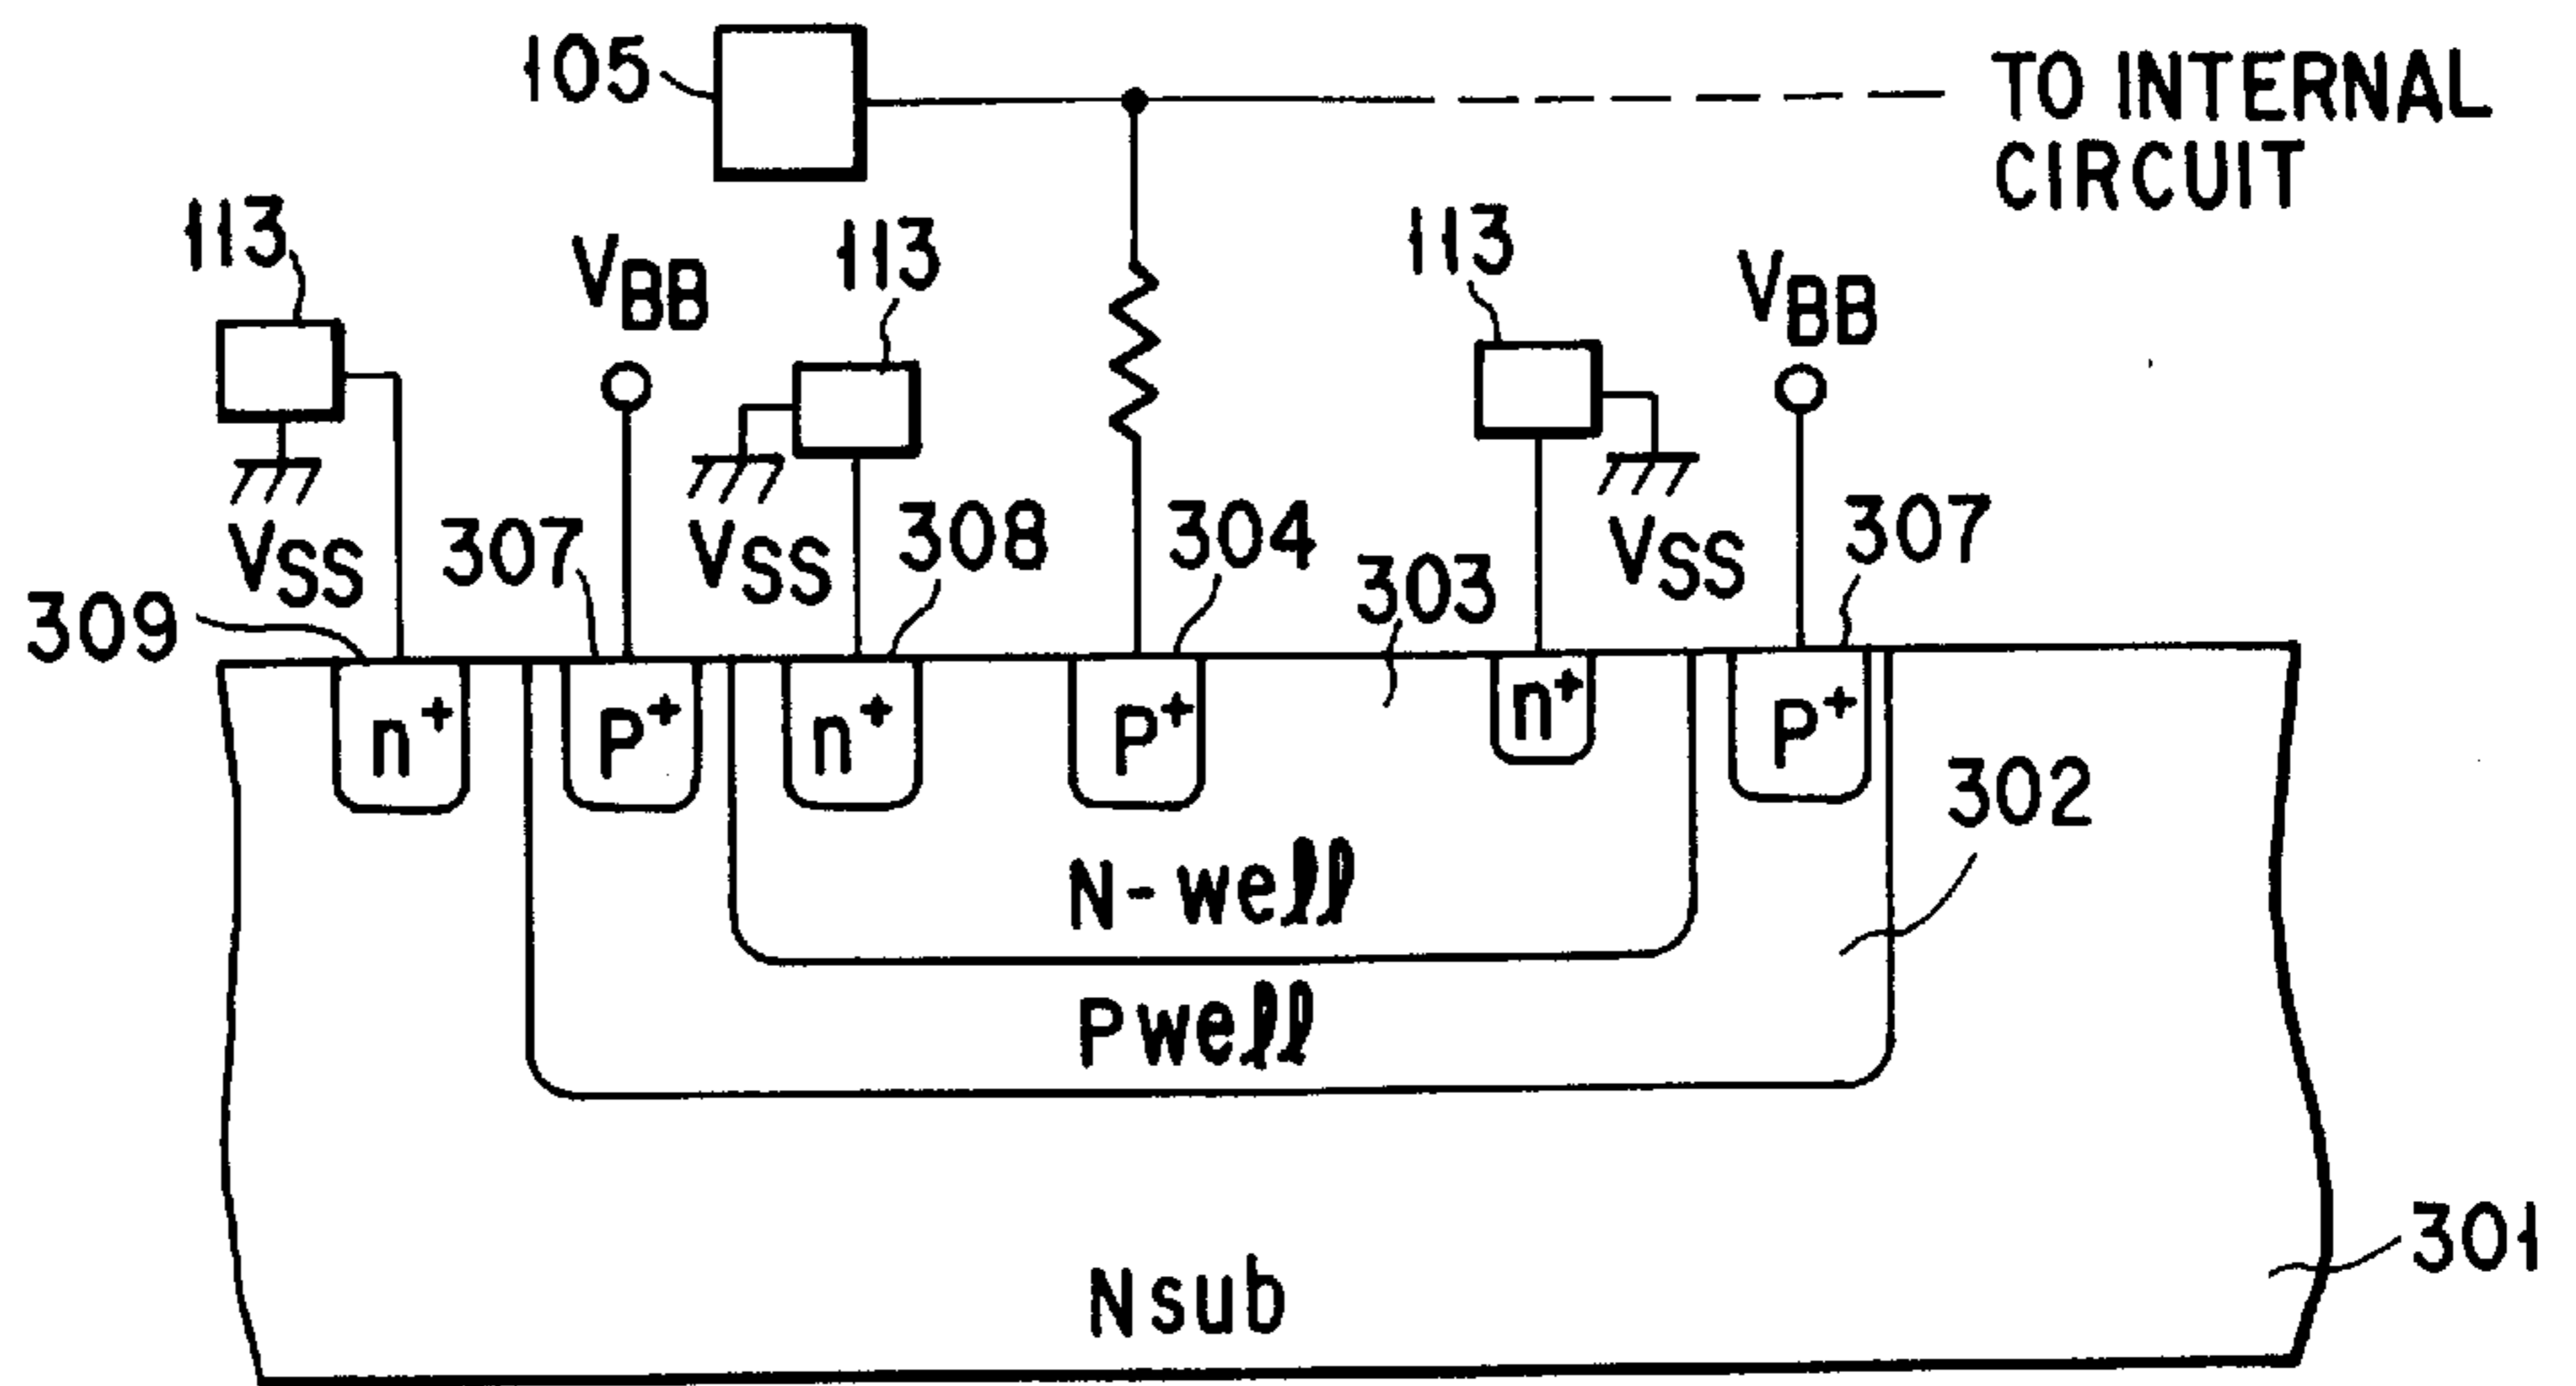 105
TO INTERNAL
CIRCUIT
113
VBB
113
113
VBB
VSS
307
VSS
308
304
303
VSS
307
309
n+
P+
n+
P+
n+
P+
302
N-well
Pwell
301
Nsub